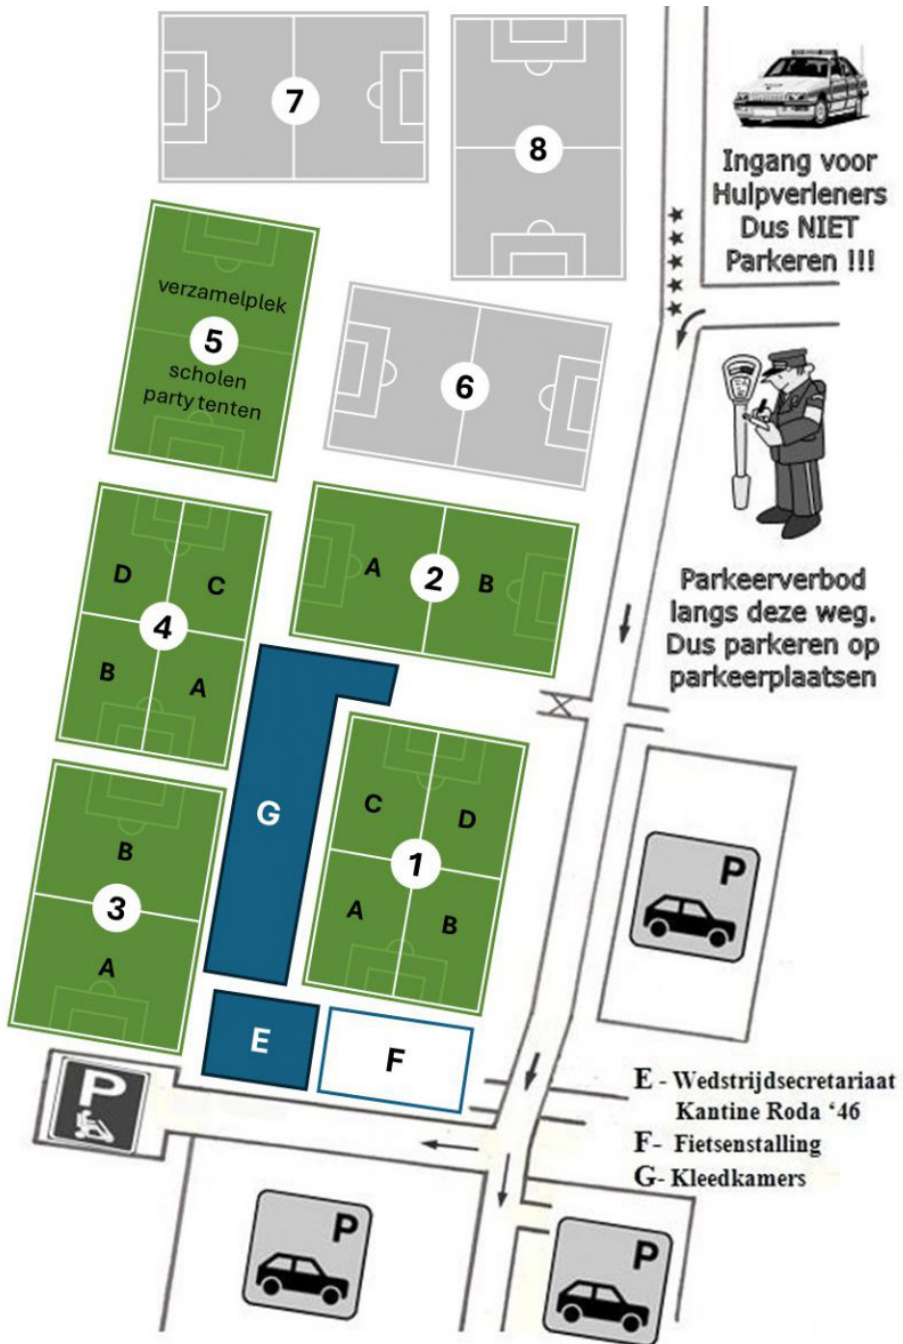 7
8
Ingang voor
Hulpverleners
Dus NIET
Parkeren !!!
verzamelplek
5
scholen
party tenten
6
Parkeerverbod
langs deze weg.
Dus parkeren op
parkeerplaatsen
A 2 B
D C
4
B A
G
C D
1
A B
B
3
A
P
E
F
P
E - Wedstrijdsecretariaat
Kantine Roda ‘46
F- Fietsenstalling
G- Kleedkamers
P
P